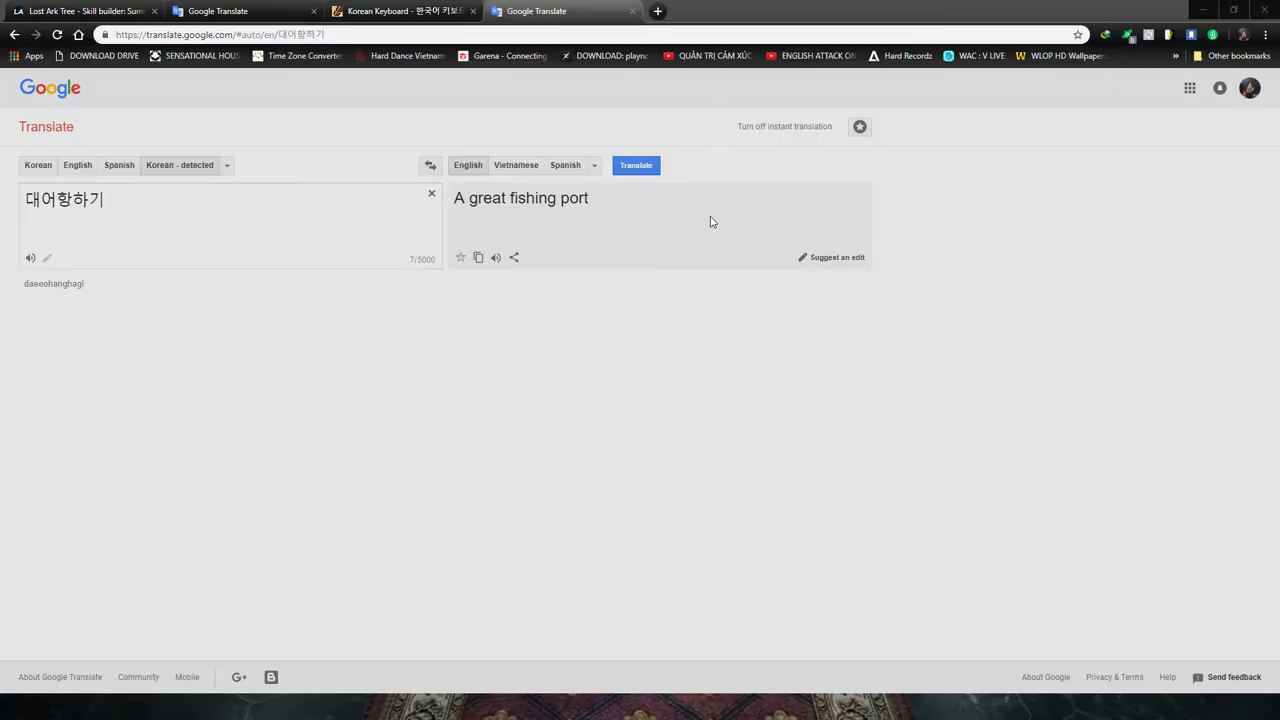 Lost Ark Tree - Skill builder: Sum
Google Translate
Korean Keyboard - 한국어 키보드
Google Translate
https://translate.google.com/#auto/en/대어항하기
Apps
DOWNLOAD DRIVE
SENSATIONAL HOUS
Time Zone Converter
Hard Dance Vietnam
Garena - Connecting
DOWNLOAD: plaync
QUẢN TRỊ CẢM XÚC
ENGLISH ATTACK ON
Hard Recordz
WAC : V LIVE
WLOP HD Wallpaper
Other bookmarks
Google
Translate
Turn off instant translation
Korean English Spanish Korean - detected
English Vietnamese Spanish Translate
대어항하기
A great fishing port
7/5000
Suggest an edit
daeeohanghagi
About Google Translate Community Mobile G+
About Google Privacy & Terms Help Send feedback